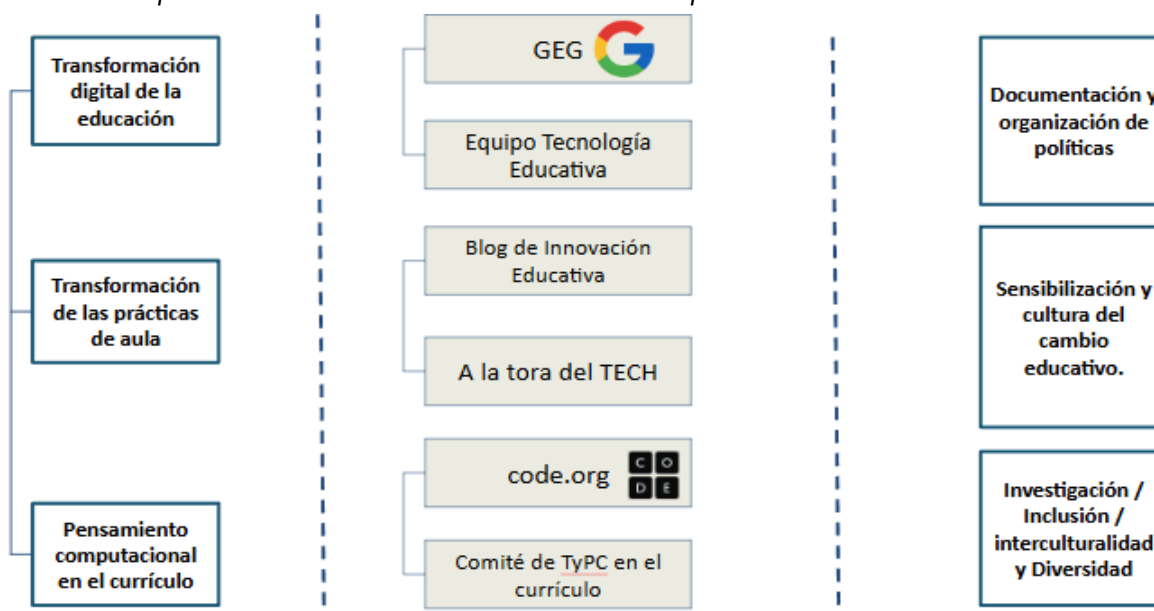 Transformación
digital de la
educación
Transformación
de las prácticas
de aula
Pensamiento
computacional
en el currículo
GEG
Equipo Tecnología
Educativa
Blog de Innovación
Educativa
A la tora del TECH
code.org
C O
D E
Comité de TyPC en el
currículo
Documentación y
organización de
políticas
Sensibilización y
cultura del
cambio
educativo.
Investigación /
Inclusión /
interculturalidad
y Diversidad